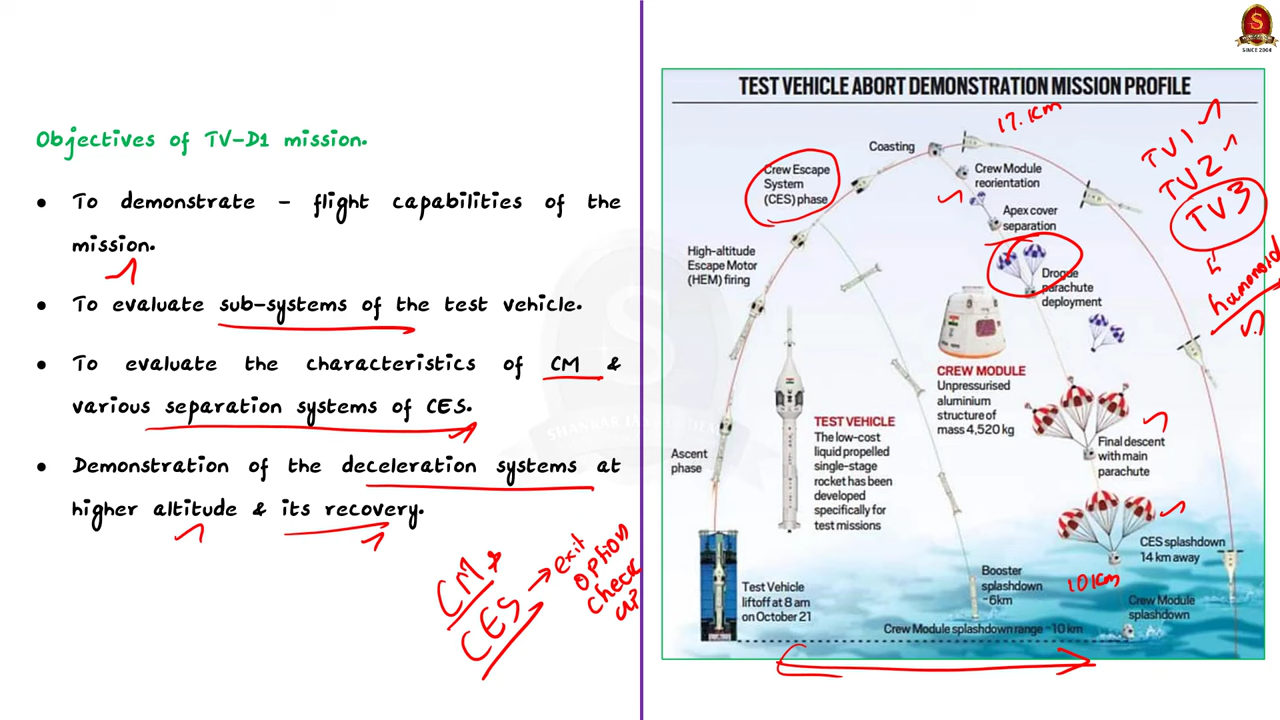 SINCE 2004
Objectives of TV-D1 mission.
• To demonstrate – flight capabilities of the
mission.
• To evaluate sub-systems of the test vehicle.
• To evaluate the characteristics of CM &
various separation systems of CES.
• Demonstration of the deceleration systems at
higher altitude & its recovery.
CM &
CES → exit
option
check
TEST VEHICLE ABORT DEMONSTRATION MISSION PROFILE
17. Km
TV1
TV2
TV3
hamonoid
Coasting
Crew Escape
System
(CES) phase
Crew Module
reorientation
Apex cover
separation
High-altitude
Escape Motor
(HEM) firing
Drogue
parachute
deployment
CREW MODULE
Unpressurised
aluminium
structure of
mass 4,520 kg
TEST VEHICLE
The low-cost
liquid propelled
single-stage
rocket has been
developed
specifically for
test missions
Ascent
phase
Final descent
with main
parachute
CES splashdown
14 km away
10 Km
Booster
splashdown
~6km
Test Vehicle
liftoff at 8 am
on October 21
Crew Module
splashdown
Crew Module splashdown range ~10 km